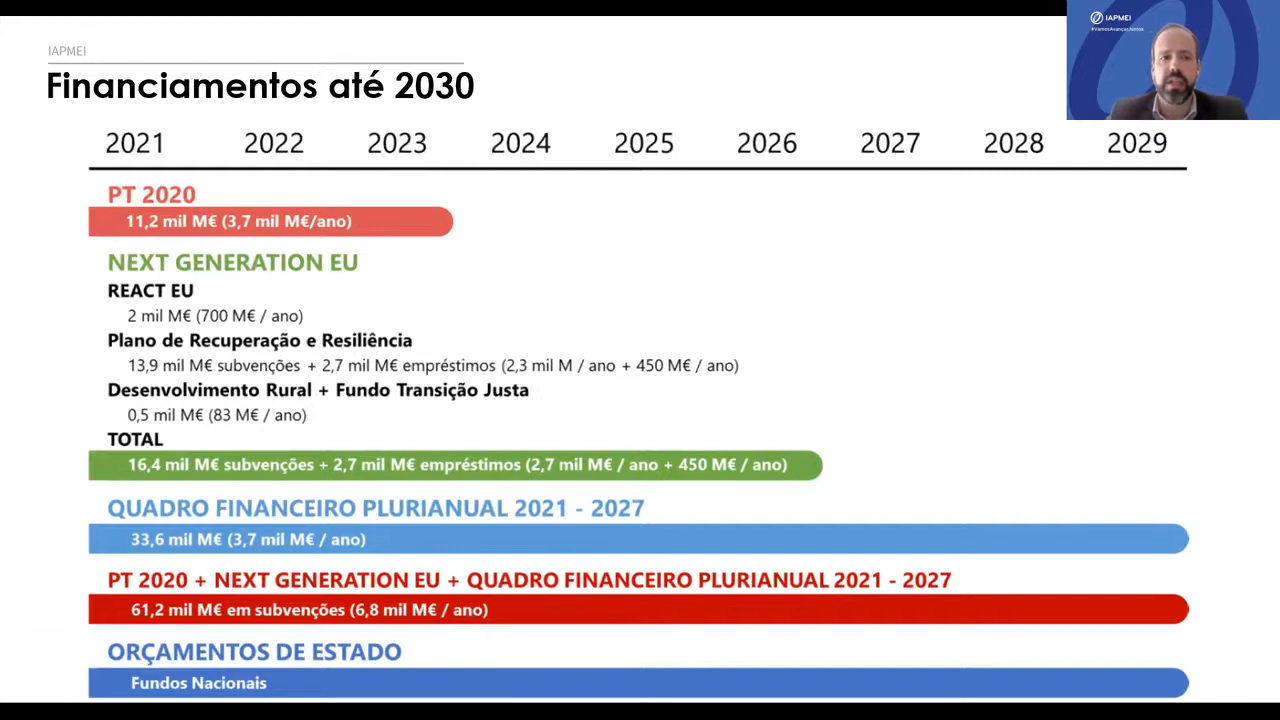 IAPMEI
Financiamentos até 2030
IAPMEI
#VamosAvançarJuntos
2021 2022 2023 2024 2025 2026 2027 2028 2029
PT 2020
11,2 mil M€ (3,7 mil M€/ano)
NEXT GENERATION EU
REACT EU
2 mil M€ (700 M€ / ano)
Plano de Recuperação e Resiliência
13,9 mil M€ subvenções + 2,7 mil M€ empréstimos (2,3 mil M / ano + 450 M€ / ano)
Desenvolvimento Rural + Fundo Transição Justa
0,5 mil M€ (83 M€ / ano)
TOTAL
16,4 mil M€ subvenções + 2,7 mil M€ empréstimos (2,7 mil M€ / ano + 450 M€ / ano)
QUADRO FINANCEIRO PLURIANUAL 2021 - 2027
33,6 mil M€ (3,7 mil M€ / ano)
PT 2020 + NEXT GENERATION EU + QUADRO FINANCEIRO PLURIANUAL 2021 - 2027
61,2 mil M€ em subvenções (6,8 mil M€ / ano)
ORÇAMENTOS DE ESTADO
Fundos Nacionais